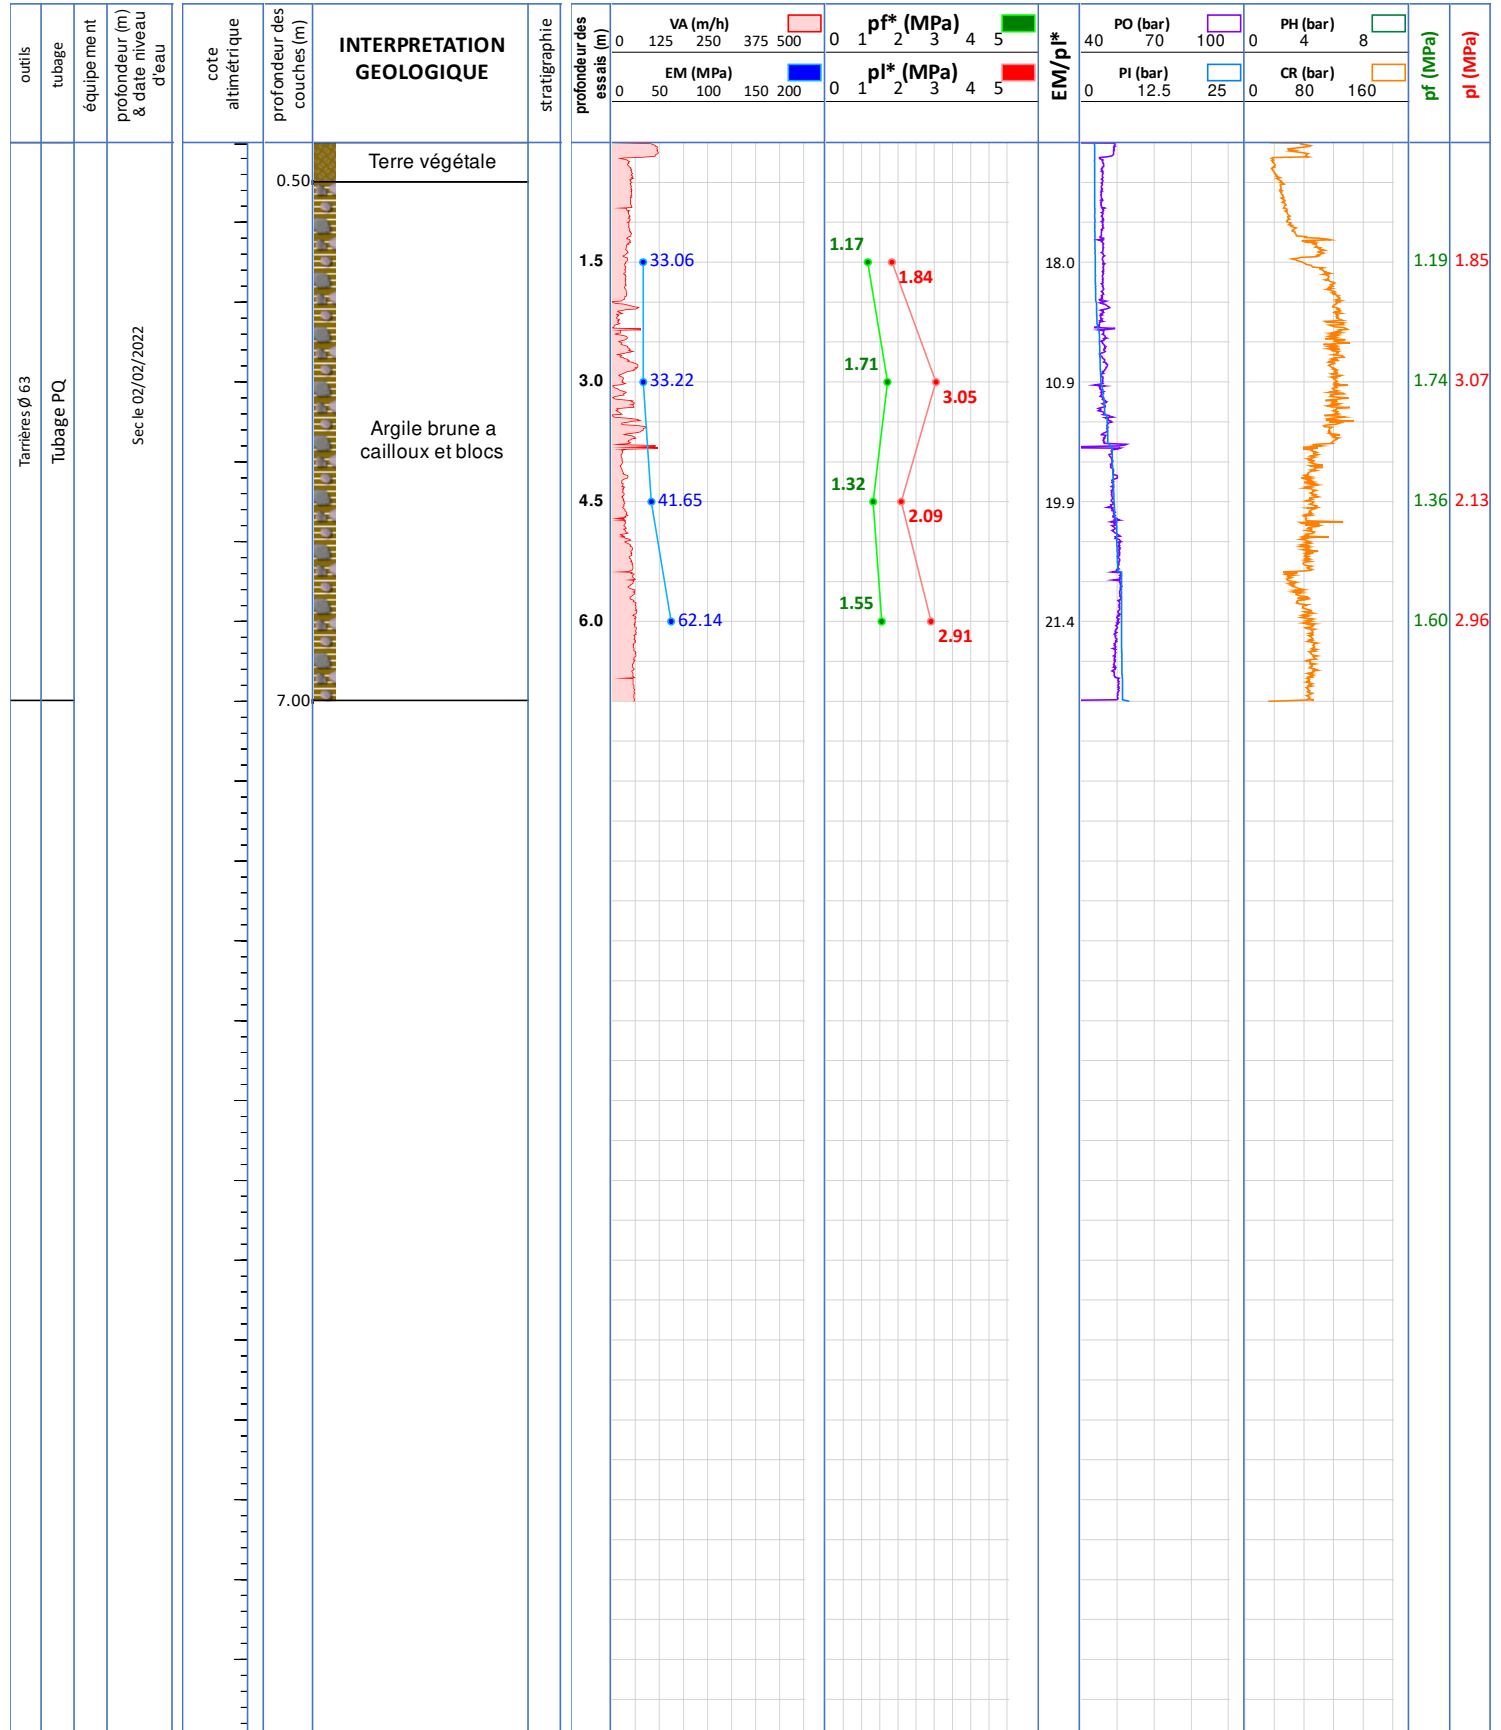 outils
tubage
équipe me nt
profondeur (m)
& date niveau
d'eau
cote
altimétrique
profondeur des
couches (m)
INTERPRETATION
GEOLOGIQUE
stratigraphie
profondeur des
essais (m)
VA (m/h)
0 125 250 375 500
EM (MPa)
0 50 100 150 200
pf* (MPa)
0 1 2 3 4 5
pl* (MPa)
0 1 2 3 4 5
EM/pl*
PO (bar)
40 70 100
PI (bar)
0 12.5 25
PH (bar)
0 4 8
CR (bar)
0 80 160
pf (MPa)
pl (MPa)
Tarrières Ø 63
Tubage PQ
Sec le 02/02/2022
Terre végétale
0.50
Argile brune a
cailloux et blocs
7.00
1.5 33.06 1.17 1.84 18.0 1.19 1.85
3.0 33.22 1.71 3.05 10.9 1.74 3.07
4.5 41.65 1.32 2.09 19.9 1.36 2.13
6.0 62.14 1.55 2.91 21.4 1.60 2.96